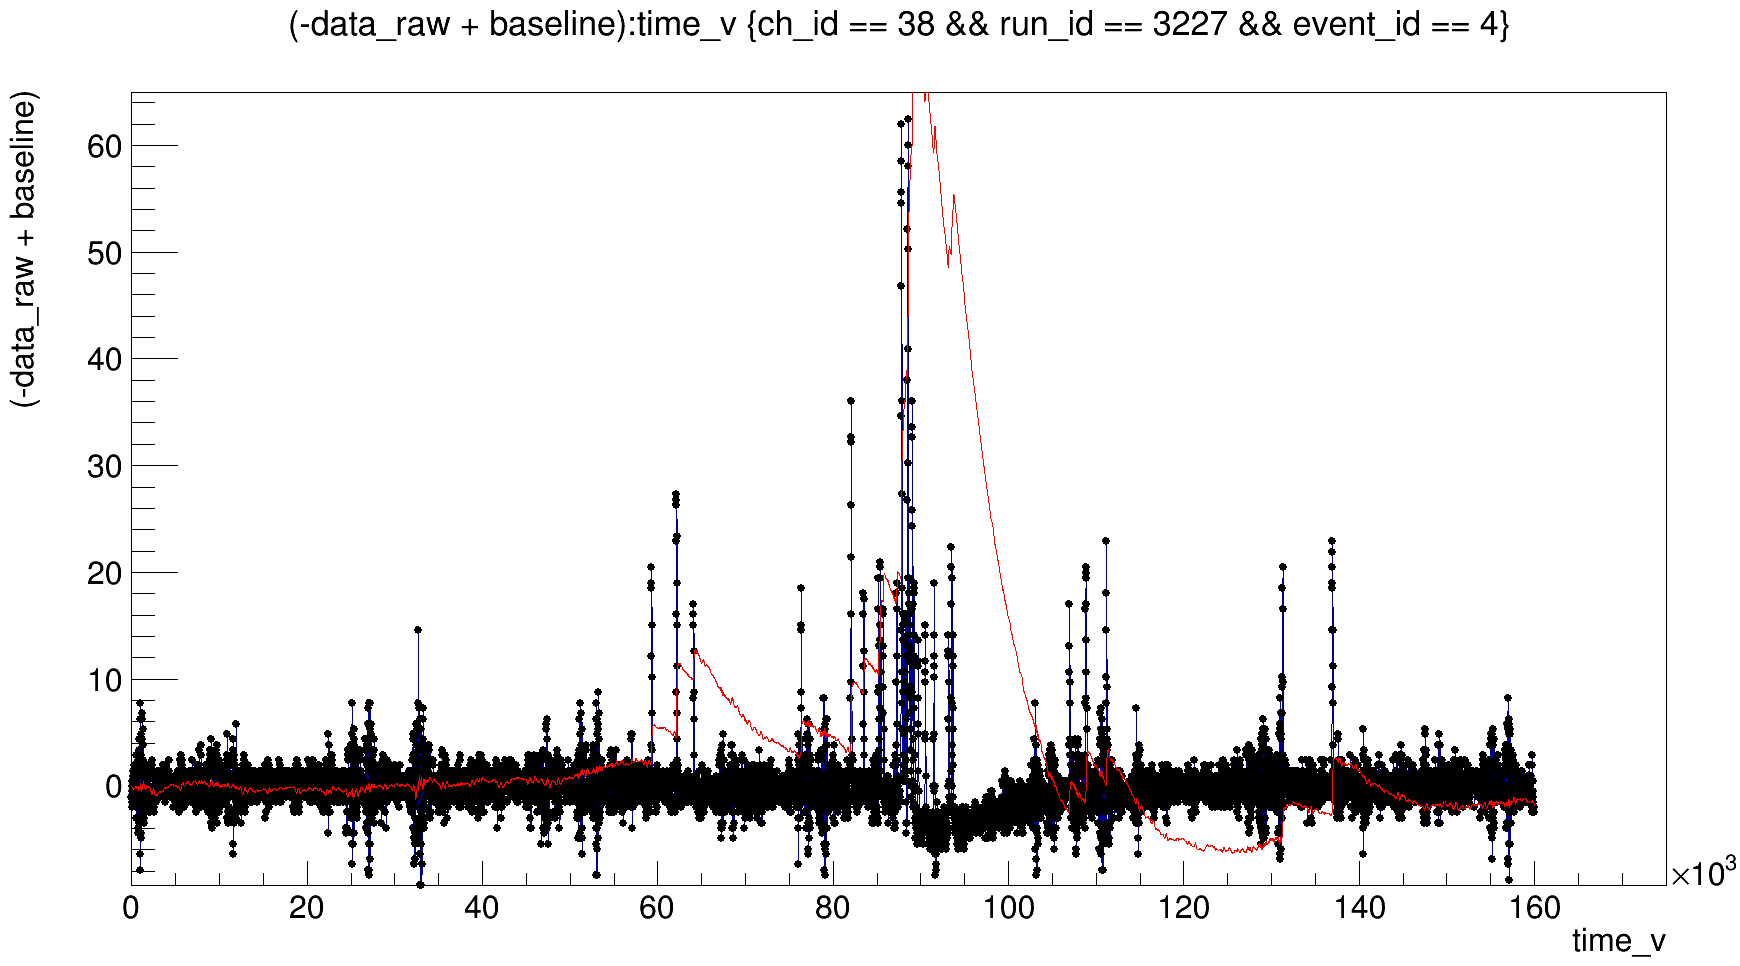 (-data_raw + baseline):time_v {ch_id == 38 && run_id == 3227 && event_id == 4}
(-data_raw + baseline)
60
50
40
30
20
10
0
0 20 40 60 80 100 120 140 160
×10³
time_v